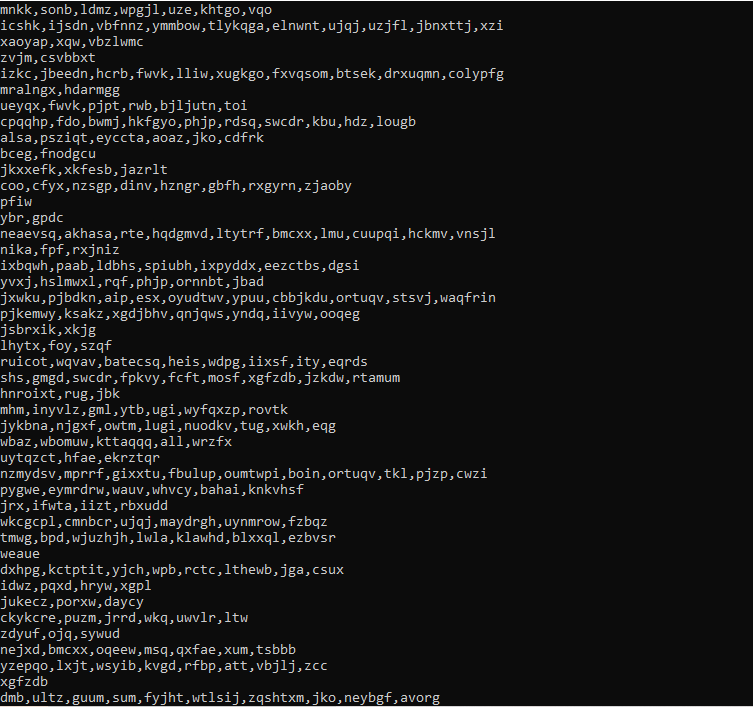 mnkk,sonb,ldmz,wpgjl,uze,khtgo,vqo
icshk,ijsdn,vbfnnz,ymmbow,tlykqga,elnwnt,ujqj,uzjfl,jbnxttj,xzi
xaoyap,xqw,vbzlwmc
zvjm,csvbbxt
izkc,jbeedn,hcrb,fwvk,lliw,xugkgo,fxvqsom,btsek,drxuqmn,colypfg
mralngx,hdarmgg
ueyqx,fwvk,pjpt,rwb,bjljutn,toi
cpqqhp,fdo,bwmj,hkfgyo,phjp,rdsq,swcdr,kbu,hdz,lougb
alsa,psziqt,eyccta,aoaz,jko,cdfrk
bceg,fnodgcu
jkxxefk,xkfesb,jazrlt
coo,cfyx,nzsgp,dinv,hzngr,gbfh,rxgyrn,zjaoby
pfiw
ybr,gpdc
neaevsq,akhasa,rte,hqdgmvd,ltytrf,bmcxx,lmu,cuupqi,hckmv,vnsjl
nika,fpf,rxjniz
ixbqwh,paab,ldbhs,spiubh,ixpyddx,eezctbs,dgsi
yvxj,hslmwxl,rqf,phjp,ornnbt,jbad
jxwku,pjbdkn,aip,esx,oyudtwv,ypuu,cbbjkdu,ortuqv,stsvj,waqfrin
pjkemwy,ksakz,xgdjbhv,qnjqws,yndq,iivyw,ooqeg
jsbrxik,xkjg
lhytx,foy,szqf
ruicot,wqvav,batecsq,heis,wdpg,iixsf,ity,eqrds
shs,gmgd,swcdr,fpkvy,fcft,mosf,xgfzdb,jzkdw,rtamum
hnroixt,rug,jbk
mhm,inyvlz,gml,ytb,ugi,wyfqxzp,rovtk
jykbna,njgxf,owtm,lugi,nuodkv,tug,xwkh,eqg
wbaz,wbomuw,kttaqqq,all,wrzfx
uytqzct,hfae,ekrztqr
nzmydsv,mprrf,gixxtu,fbulup,oumtwpi,boin,ortuqv,tkl,pjzp,cwzi
pygwe,eymrdrw,wauv,whvcy,bahai,knkvhsf
jrx,ifwta,iizt,rbxudd
wkcgcpl,cmnbcr,ujqj,maydrgh,uynmrow,fzbqz
tmwg,bpd,wjuzhjh,lwla,klawhd,blxxql,ezbvsr
weaue
dxhpg,kctptit,yjch,wpb,rctc,lthewb,jga,csux
idwz,pqxd,hryw,xgpl
jukecz,porxw,daycy
ckykcre,puzm,jrrd,wkq,uwvlr,ltw
zdyuf,ojq,sywud
nejxd,bmcxx,oqeew,msq,qxfae,xum,tsbbb
yzepqo,lxjt,wsyib,kvgd,rfbp,att,vbjlj,zcc
xgfzdb
dmb,ultz,guum,sum,fyjht,wtlsij,zqshtxm,jko,neybgf,avorg